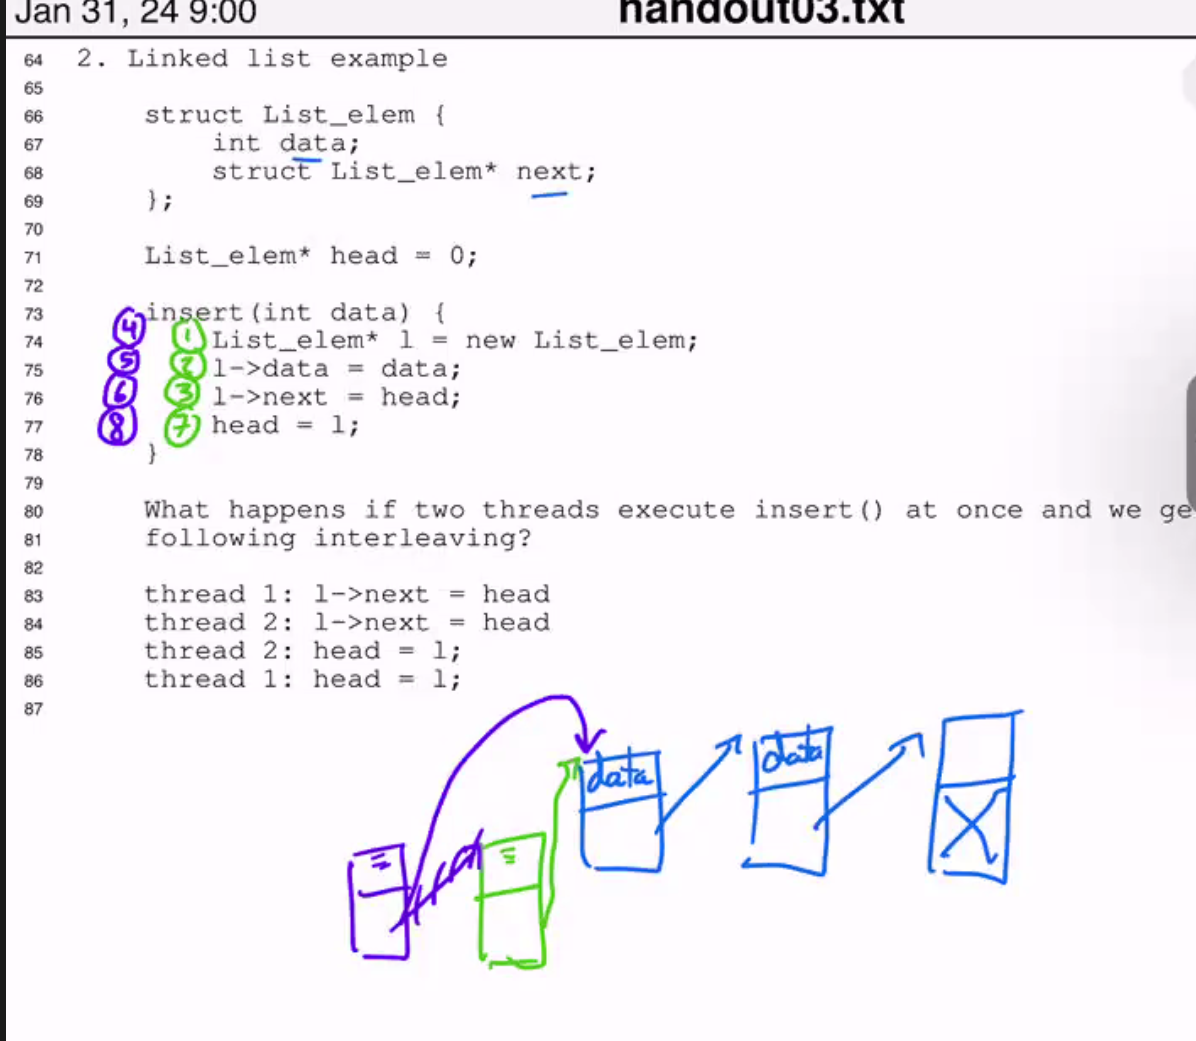 Jan 31, 24 9:00 handout03.txt
64 2. Linked list example
65
66 struct List_elem {
67 int data;
68 struct List_elem* next;
69 };
70
71 List_elem* head = 0;
72
73 insert(int data) {
74 4 1 List_elem* l = new List_elem;
75 5 2 l->data = data;
76 6 3 l->next = head;
77 8 7 head = l;
78 }
79
80 What happens if two threads execute insert() at once and we ge
81 following interleaving?
82
83 thread 1: l->next = head
84 thread 2: l->next = head
85 thread 2: head = l;
86 thread 1: head = l;
87
data data